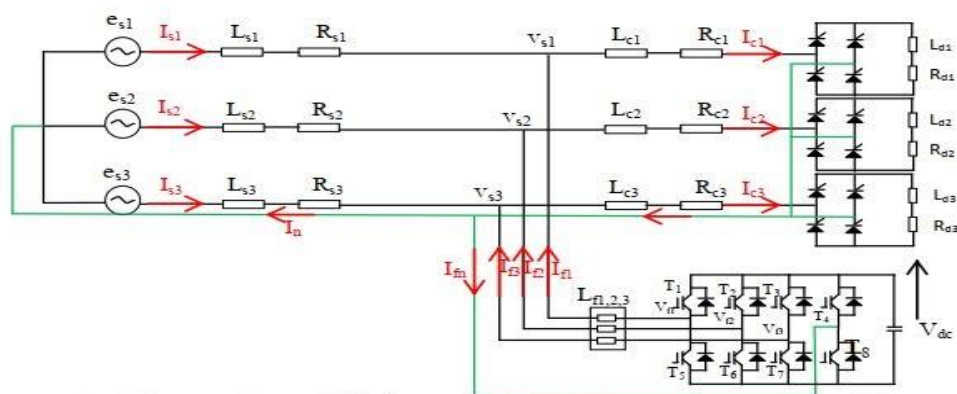 es1 Is1 Ls1 Rs1 Vs1 Lc1 Rc1 Ic1 Ld1
Rd1
es2 Is2 Ls2 Rs2 Vs2 Lc2 Rc2 Ic2 Ld2
Rd2
es3 Is3 Ls3 Rs3 Vs3 Lc3 Rc3 Ic3 Ld3
Rd3
In
Ifn If3 If2 If1
Lf1,2,3 T1 T2 T3 T4
Vf1 Vf2 Vf3 Vdc
T5 T6 T7 T8